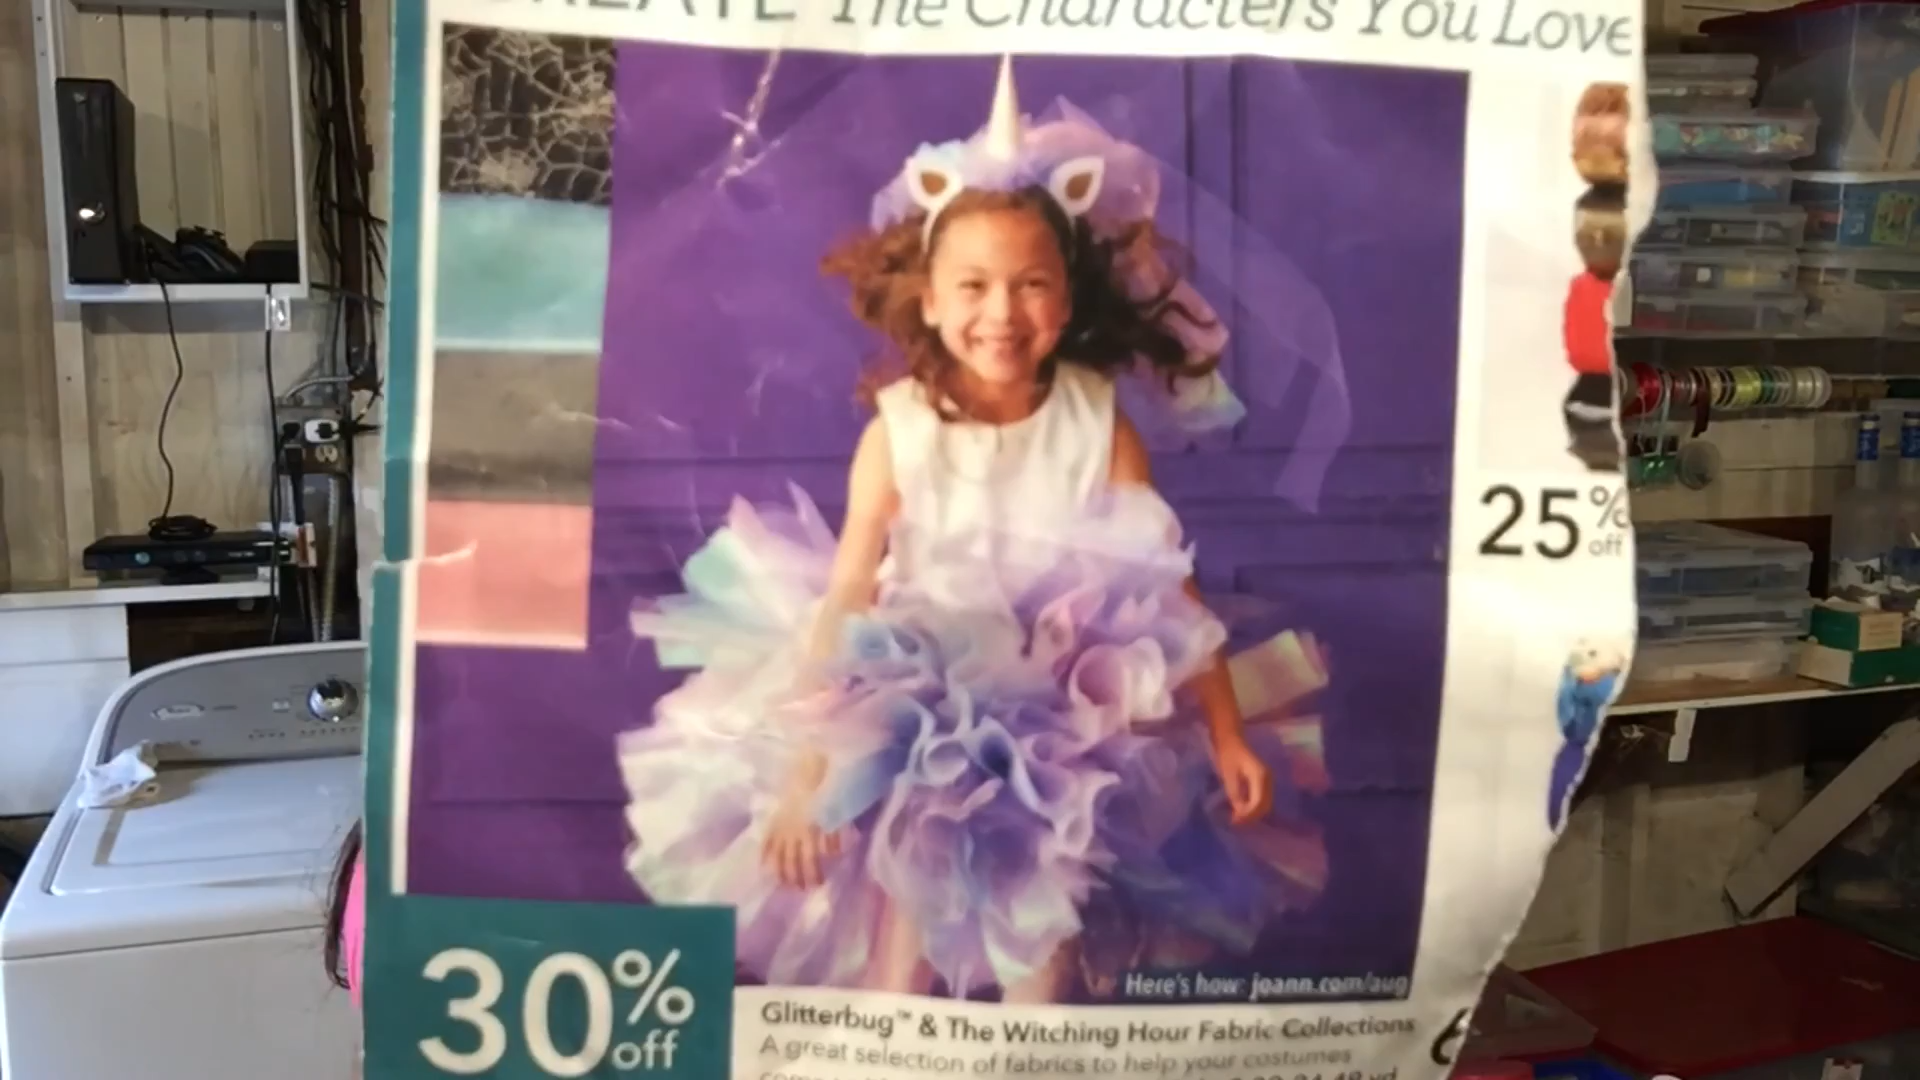 CREATE The Characters You Love
25% off
Here's how: joann.com/aug
30% off
Glitterbug™ & The Witching Hour Fabric Collections
A great selection of fabrics to help your costumes